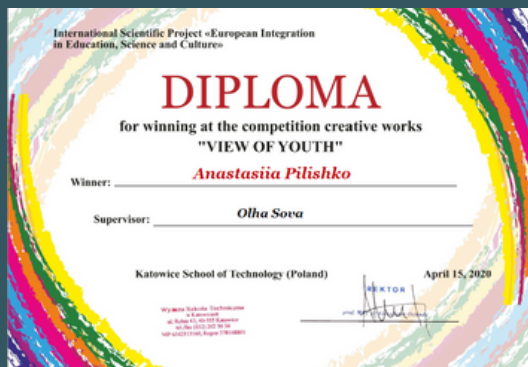 International Scientific Project «European Integration
in Education, Science and Culture»
DIPLOMA
for winning at the competition creative works
"VIEW OF YOUTH"
Winner: Anastasiia Pilishko
Supervisor: Olha Sova
Katowice School of Technology (Poland) April 15, 2020
REKTOR
Wyższa Szkoła Techniczna
w Katowicach